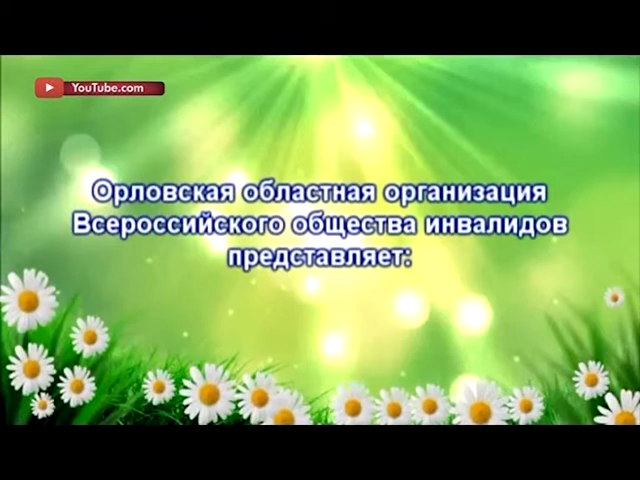 YouTube.com
Орловская областная организация
Всероссийского общества инвалидов
представляет: